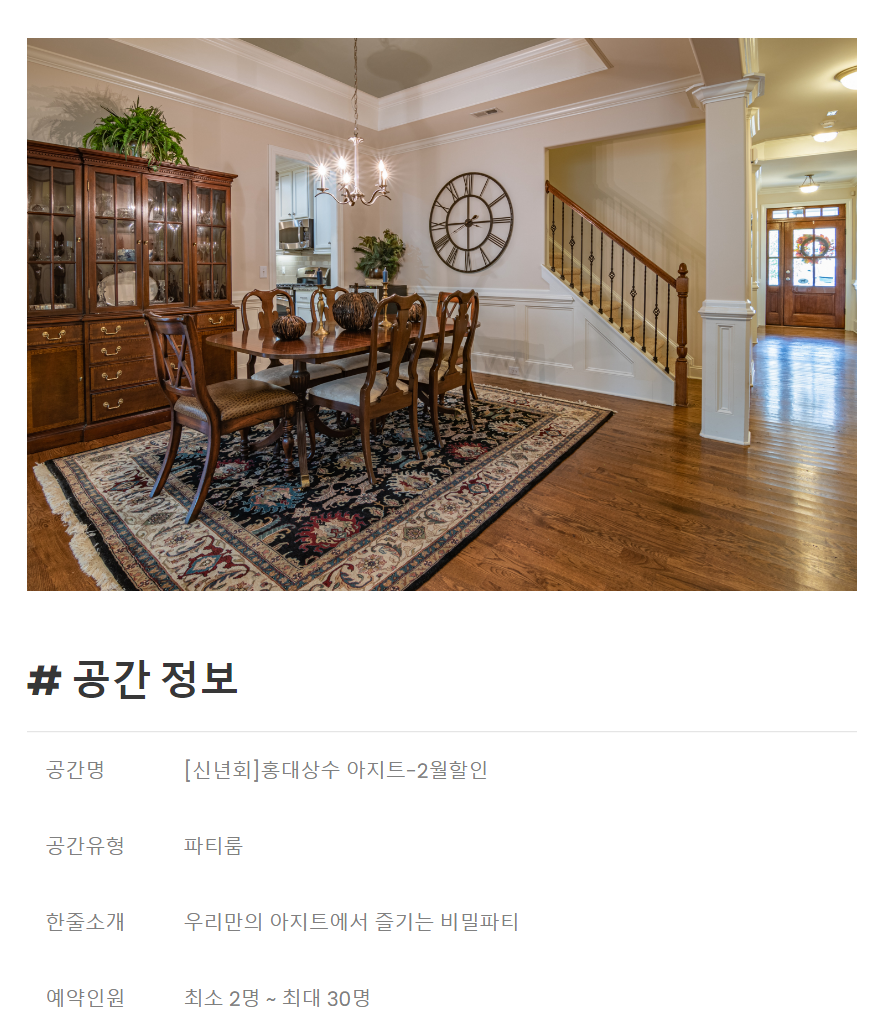 # 공간 정보
공간명 [신년회]홍대상수 아지트-2월할인
공간유형 파티룸
한줄소개 우리만의 아지트에서 즐기는 비밀파티
예약인원 최소 2명 ~ 최대 30명